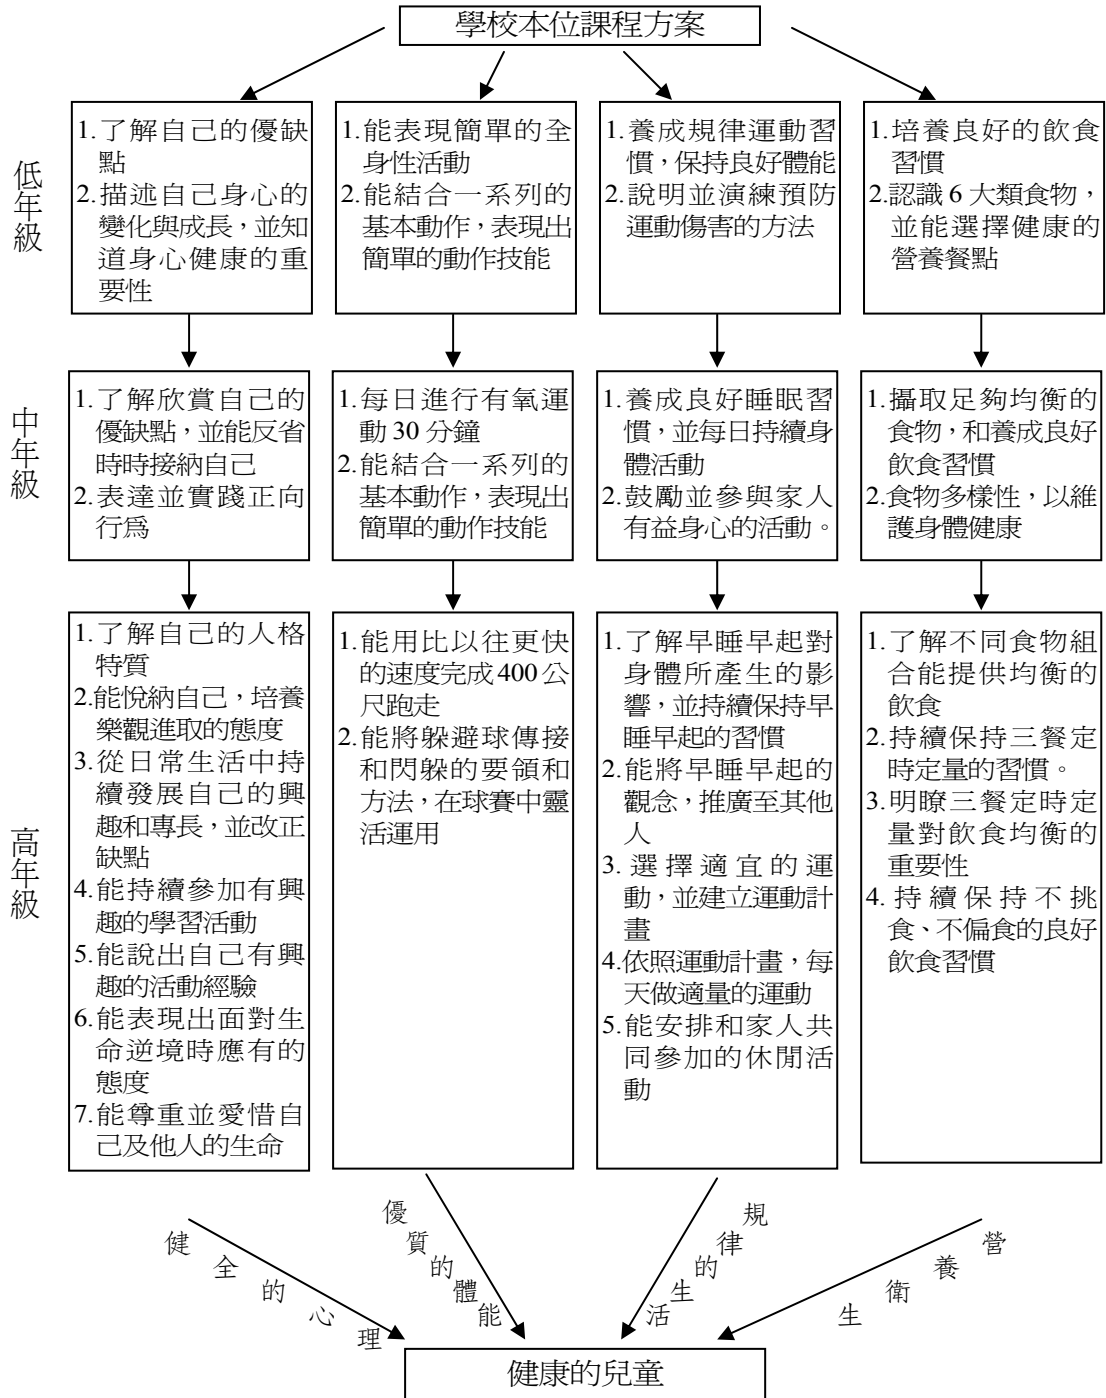 學校本位課程方案
低年級
1.了解自己的優缺
點
2.描述自己身心的
變化與成長，並知
道身心健康的重
要性
1.能表現簡單的全
身性活動
2.能結合一系列的
基本動作，表現出
簡單的動作技能
1.養成規律運動習
慣，保持良好體能
2.說明並演練預防
運動傷害的方法
1.培養良好的飲食
習慣
2.認識 6 大類食物，
並能選擇健康的
營養餐點
中年級
1.了解欣賞自己的
優缺點，並能反省
時時接納自己
2.表達並實踐正向
行為
1.每日進行有氧運
動 30 分鐘
2.能結合一系列的
基本動作，表現出
簡單的動作技能
1.養成良好睡眠習
慣，並每日持續身
體活動
2.鼓勵並參與家人
有益身心的活動。
1.攝取足夠均衡的
食物，和養成良好
飲食習慣
2.食物多樣性，以維
護身體健康
高年級
1.了解自己的人格
特質
2.能悅納自己，培養
樂觀進取的態度
3.從日常生活中持
續發展自己的興
趣和專長，並改正
缺點
4.能持續參加有興
趣的學習活動
5.能說出自己有興
趣的活動經驗
6.能表現出面對生
命逆境時應有的
態度
7.能尊重並愛惜自
己及他人的生命
1.能用比以往更快
的速度完成 400 公
尺跑走
2.能將躲避球傳接
和閃躲的要領和
方法，在球賽中靈
活運用
1.了解早睡早起對
身體所產生的影
響，並持續保持早
睡早起的習慣
2.能將早睡早起的
觀念，推廣至其他
人
3.選擇適宜的運
動，並建立運動計
畫
4.依照運動計畫，每
天做適量的運動
5.能安排和家人共
同參加的休閒活
動
1.了解不同食物組
合能提供均衡的
飲食
2.持續保持三餐定
時定量的習慣。
3.明瞭三餐定時定
量對飲食均衡的
重要性
4.持續保持不挑
食、不偏食的良好
飲食習慣
健全的心理
優質的體能
規律的生活
營養衛生
健康的兒童